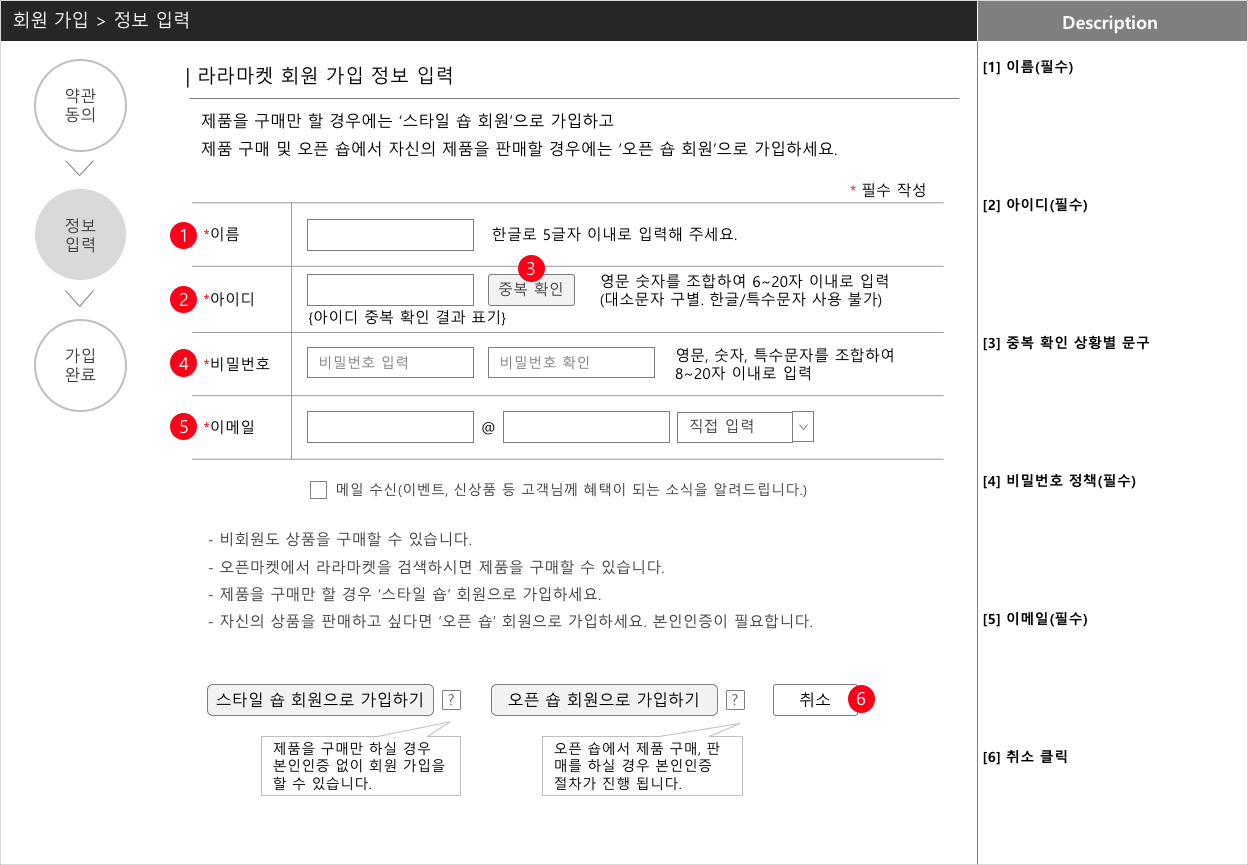 회원 가입 > 정보 입력
Description
약관
동의
정보
입력
가입
완료
| 라라마켓 회원 가입 정보 입력
제품을 구매만 할 경우에는 ‘스타일 숍 회원’으로 가입하고
제품 구매 및 오픈 숍에서 자신의 제품을 판매할 경우에는 ‘오픈 숍 회원’으로 가입하세요.
* 필수 작성
1 *이름 한글로 5글자 이내로 입력해 주세요.
3
2 *아이디 중복 확인 영문 숫자를 조합하여 6~20자 이내로 입력
(대소문자 구별. 한글/특수문자 사용 불가)
{아이디 중복 확인 결과 표기}
4 *비밀번호 비밀번호 입력 비밀번호 확인 영문, 숫자, 특수문자를 조합하여
8~20자 이내로 입력
5 *이메일 @ 직접 입력
메일 수신(이벤트, 신상품 등 고객님께 혜택이 되는 소식을 알려드립니다.)
- 비회원도 상품을 구매할 수 있습니다.
- 오픈마켓에서 라라마켓을 검색하시면 제품을 구매할 수 있습니다.
- 제품을 구매만 할 경우 ‘스타일 숍’ 회원으로 가입하세요.
- 자신의 상품을 판매하고 싶다면 ‘오픈 숍’ 회원으로 가입하세요. 본인인증이 필요합니다.
스타일 숍 회원으로 가입하기 ? 오픈 숍 회원으로 가입하기 ? 취소 6
제품을 구매만 하실 경우
본인인증 없이 회원 가입을
할 수 있습니다.
오픈 숍에서 제품 구매, 판
매를 하실 경우 본인인증
절차가 진행 됩니다.
[1] 이름(필수)
[2] 아이디(필수)
[3] 중복 확인 상황별 문구
[4] 비밀번호 정책(필수)
[5] 이메일(필수)
[6] 취소 클릭